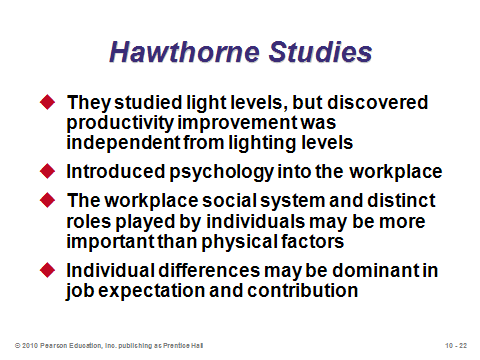 Hawthorne Studies
They studied light levels, but discovered
productivity improvement was
independent from lighting levels
Introduced psychology into the workplace
The workplace social system and distinct
roles played by individuals may be more
important than physical factors
Individual differences may be dominant in
job expectation and contribution
© 2010 Pearson Education, Inc. publishing as Prentice Hall
10 - 22